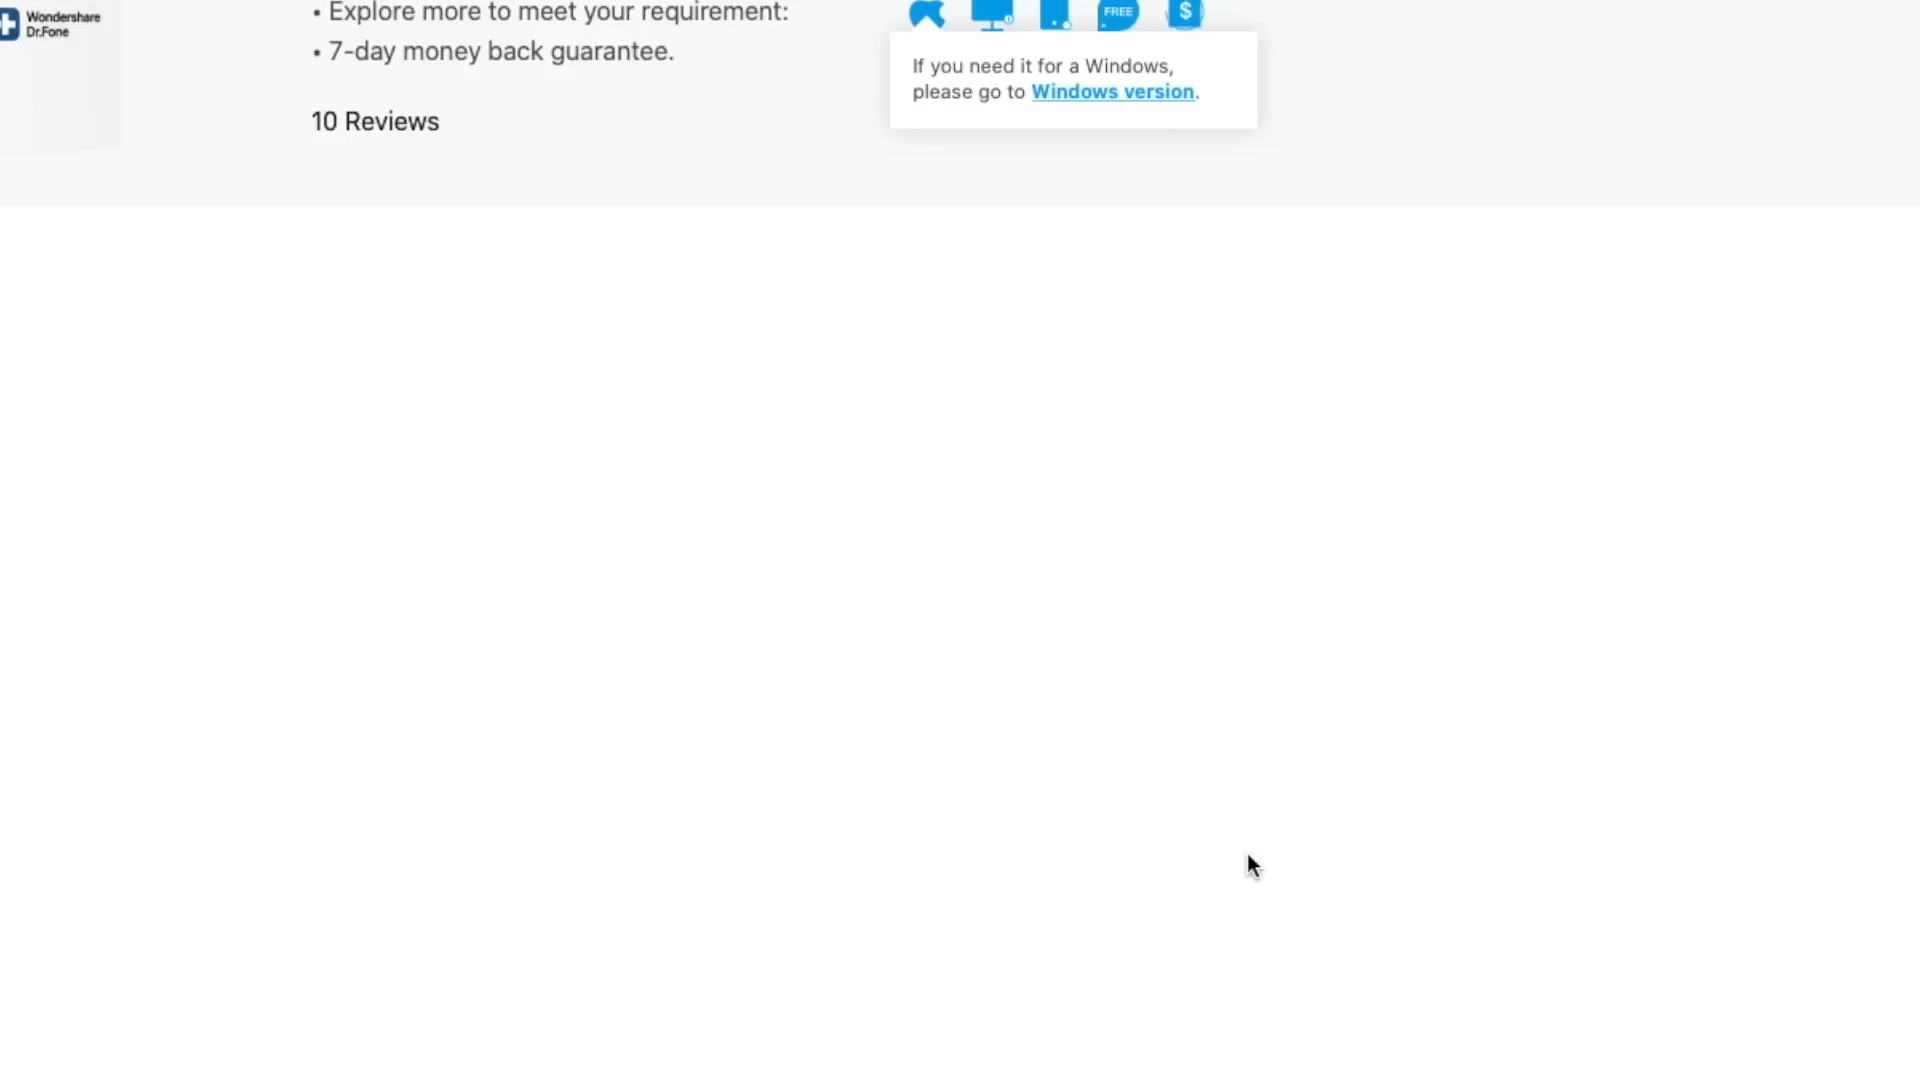 Wondershare
Dr.Fone
• Explore more to meet your requirement:
• 7-day money back guarantee.
10 Reviews
FREE
$
If you need it for a Windows,
please go to Windows version.